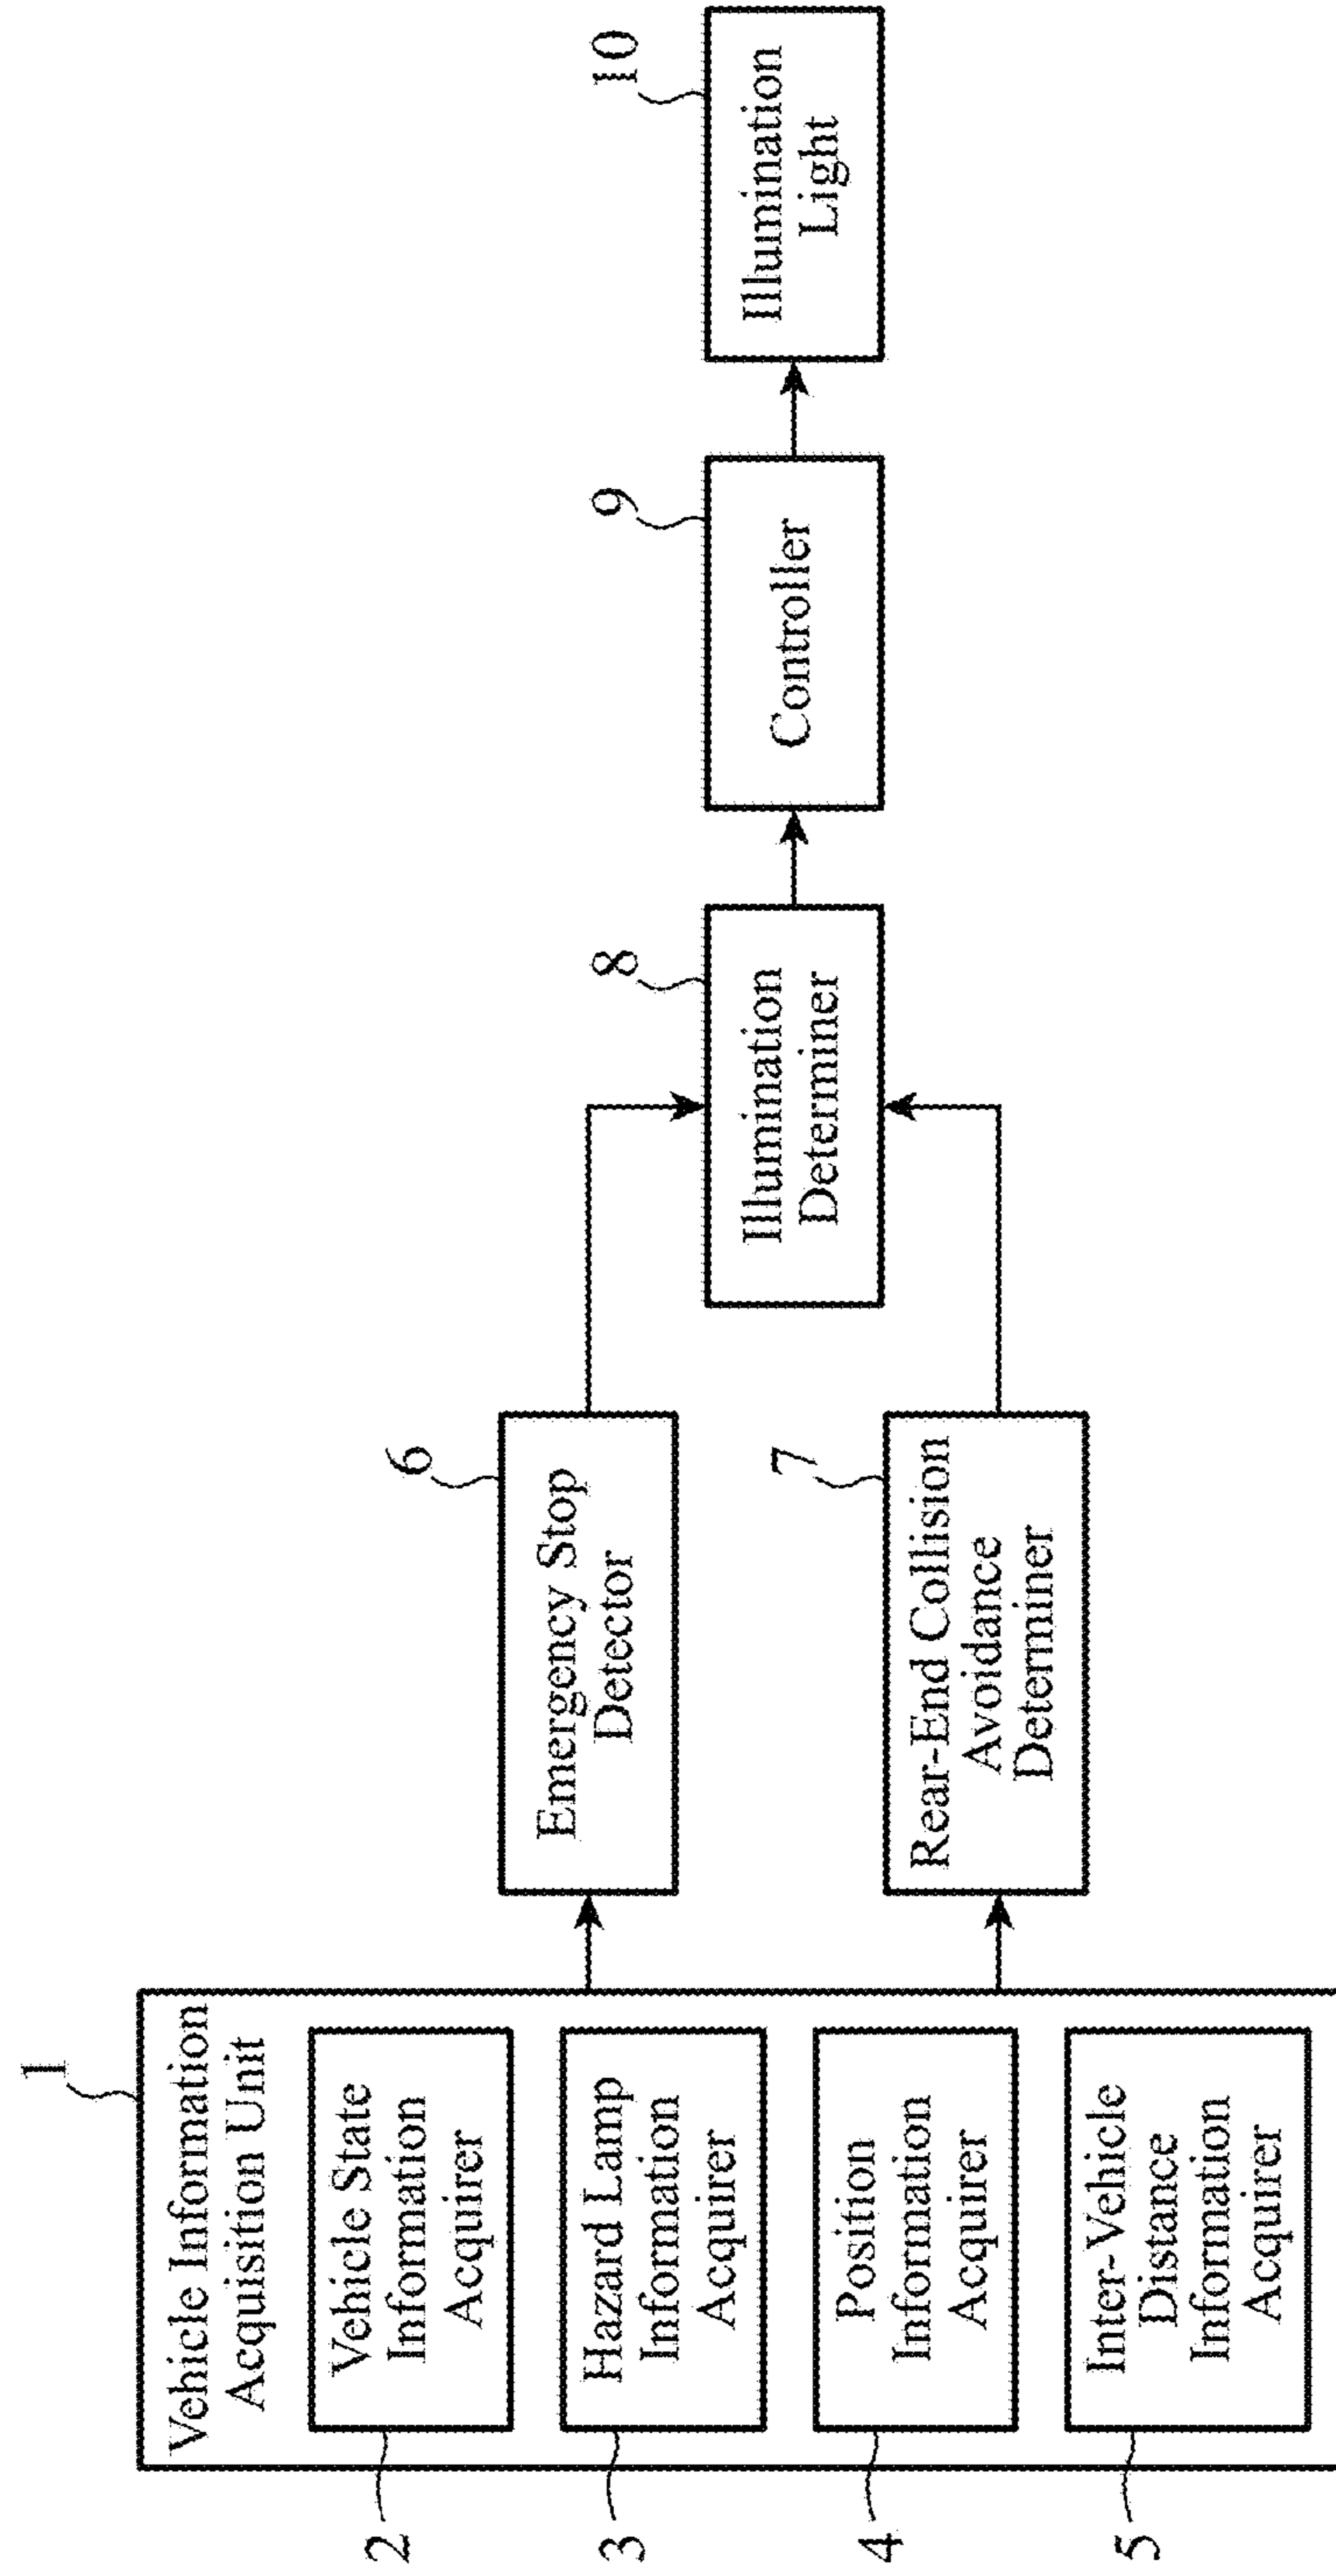 1
Vehicle Information
Acquisition Unit
2
Vehicle State
Information
Acquirer
3
Hazard Lamp
Information
Acquirer
4
Position
Information
Acquirer
5
Inter-Vehicle
Distance
Information
Acquirer
6
Emergency Stop
Detector
7
Rear-End Collision
Avoidance
Determiner
8
Illumination
Determiner
9
Controller
10
Illumination
Light